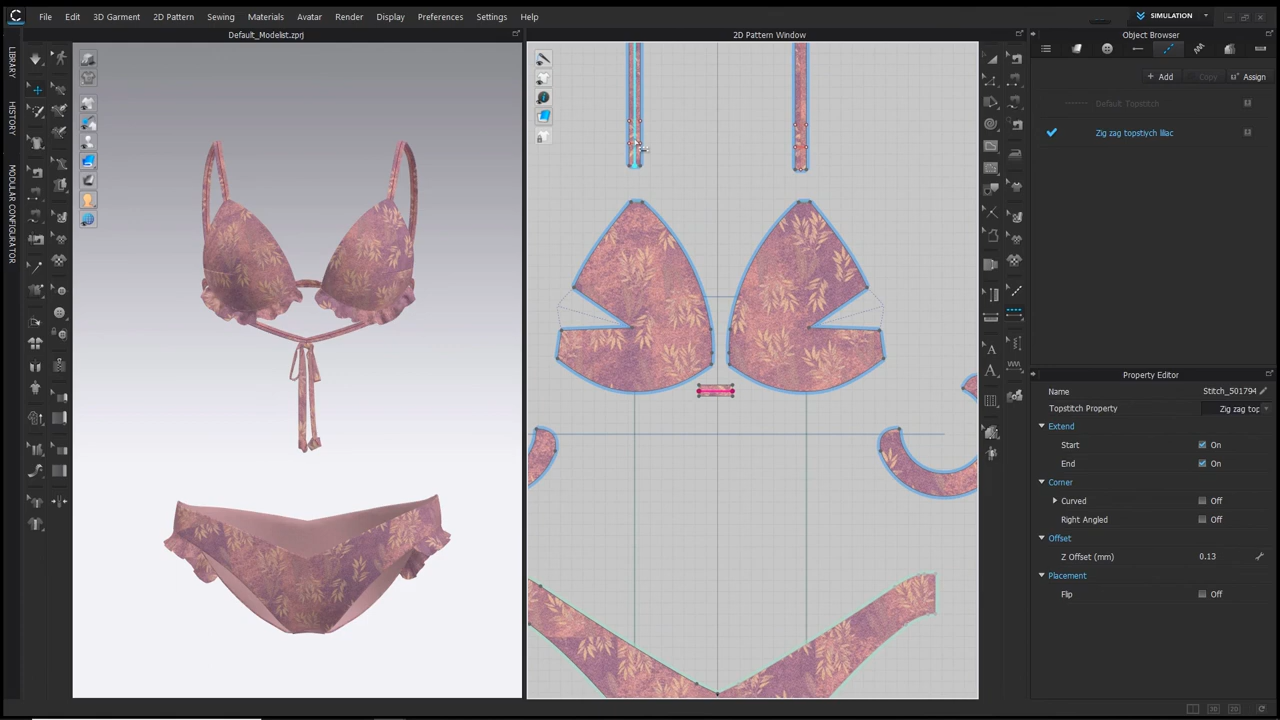 File Edit 3D Garment 2D Pattern Sewing Materials Avatar Render Display Preferences Settings Help
SIMULATION
Default_Modelist.zprj
2D Pattern Window
Object Browser
LIBRARY
HISTORY
MODULAR CONFIGURATOR
Add Copy Assign
Default Topstitch
Zig zag topstiych lilac
Property Editor
Name Stitch_501794
Topstitch Property Zig zag top
Extend
Start On
End On
Corner
Curved Off
Right Angled Off
Offset
Z Offset (mm) 0.13
Placement
Flip Off